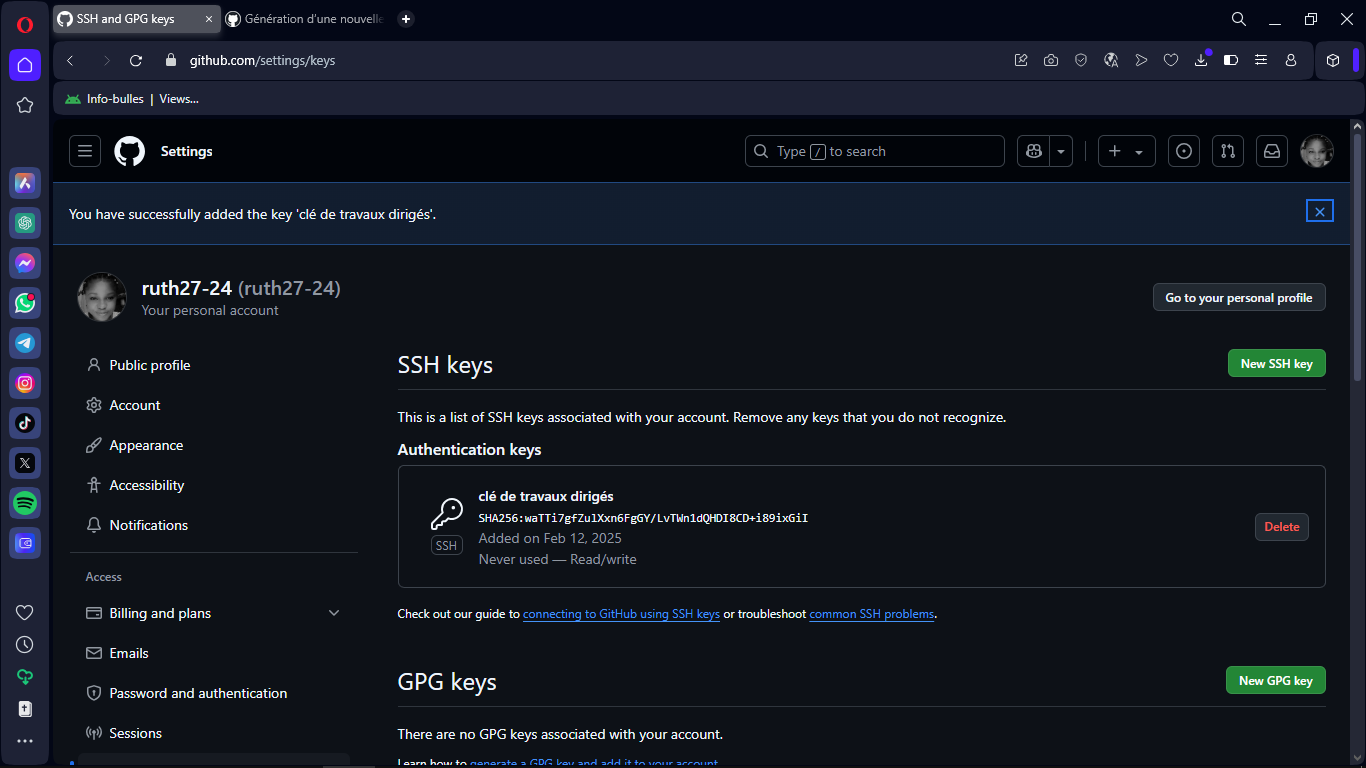 SSH and GPG keys
Génération d'une nouvelle
github.com/settings/keys
Info-bulles | Views...
Settings
Type / to search
You have successfully added the key 'clé de travaux dirigés'.
ruth27-24 (ruth27-24)
Your personal account
Go to your personal profile
Public profile
Account
Appearance
Accessibility
Notifications
Access
Billing and plans
Emails
Password and authentication
Sessions
SSH keys
New SSH key
This is a list of SSH keys associated with your account. Remove any keys that you do not recognize.
Authentication keys
clé de travaux dirigés
SHA256:waTTi7gfZulXxn6FgGY/LvTWn1dQHDI8CD+i89ixGiI
SSH
Added on Feb 12, 2025
Never used — Read/write
Delete
Check out our guide to connecting to GitHub using SSH keys or troubleshoot common SSH problems.
GPG keys
New GPG key
There are no GPG keys associated with your account.
Learn how to generate a GPG key and add it to your account